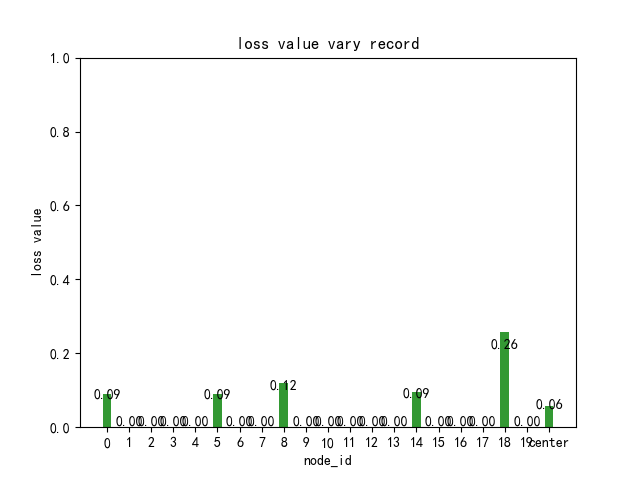 loss value vary record
1.0
0.8
0.6
0.4
0.2
0.0
loss value
0.09 0.00 0.00 0.00 0.00 0.09 0.00 0.00 0.12 0.00 0.00 0.00 0.00 0.00 0.09 0.00 0.00 0.00 0.26 0.00 0.06
0 1 2 3 4 5 6 7 8 9 10 11 12 13 14 15 16 17 18 19 center
node_id